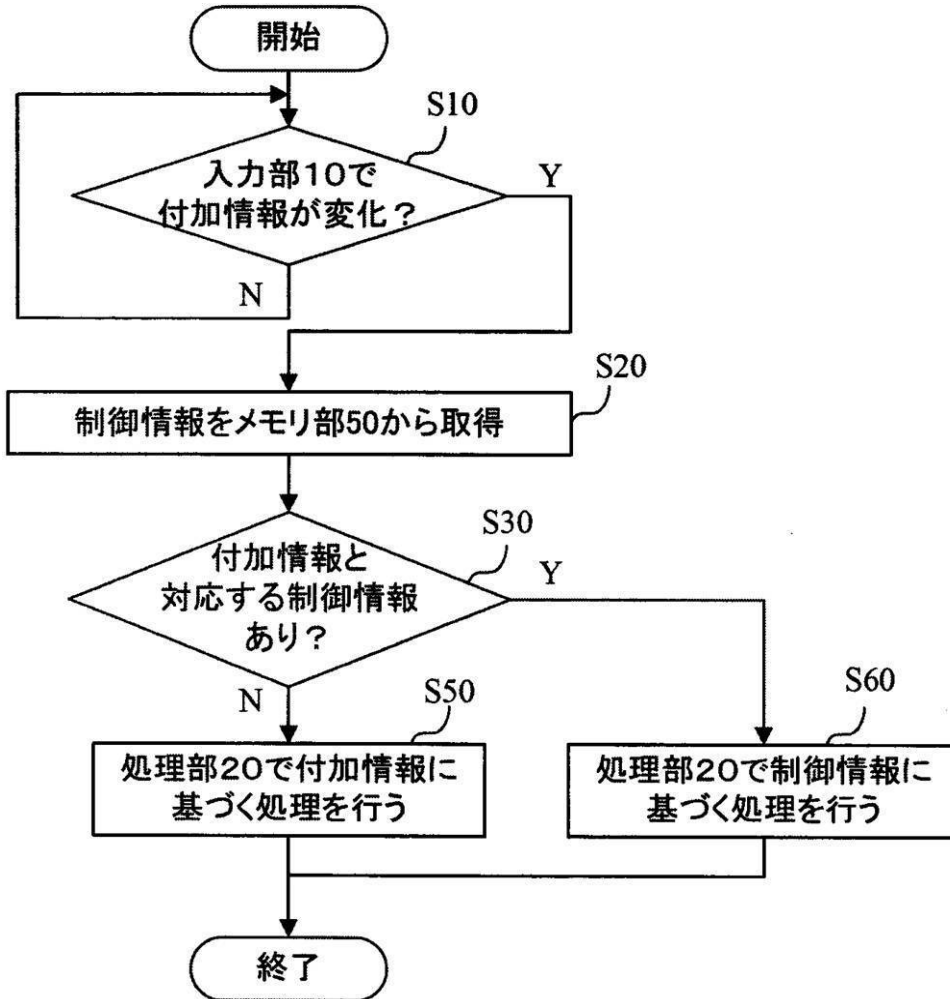 開始
S10
入力部10で
付加情報が変化？
Y
N
S20
制御情報をメモリ部50から取得
S30
付加情報と
対応する制御情報
あり？
Y
N
S50
処理部20で付加情報に
基づく処理を行う
S60
処理部20で制御情報に
基づく処理を行う
終了